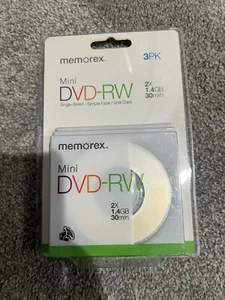 memorex
3PK
Mini
DVD-RW
Single-Sided / Simple Face / Una Cara
2X
1.4GB
30min
memorex
Mini
DVD-RW
2X
1.4GB
30min